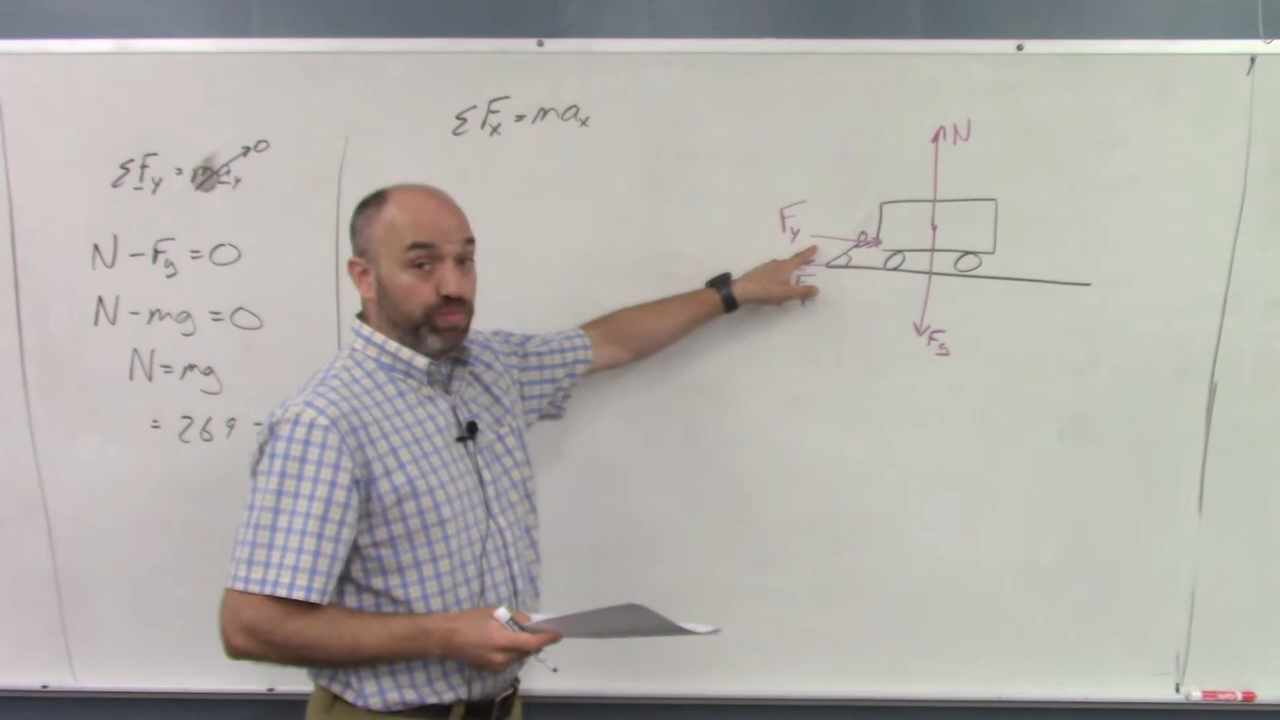 ΣFx = max
ΣFy = may 0
N - Fg = 0
N - mg = 0
N = mg
= 269
N
Fy
F
Fg